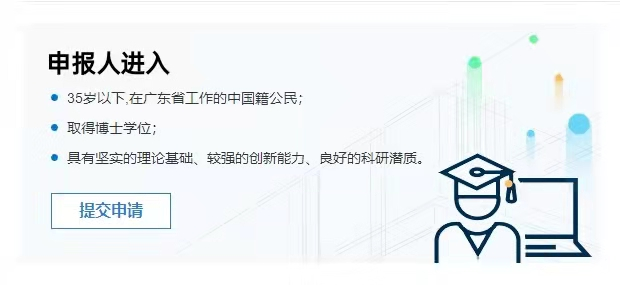 申报人进入
35岁以下,在广东省工作的中国籍公民；
取得博士学位；
具有坚实的理论基础、较强的创新能力、良好的科研潜质。
提交申请